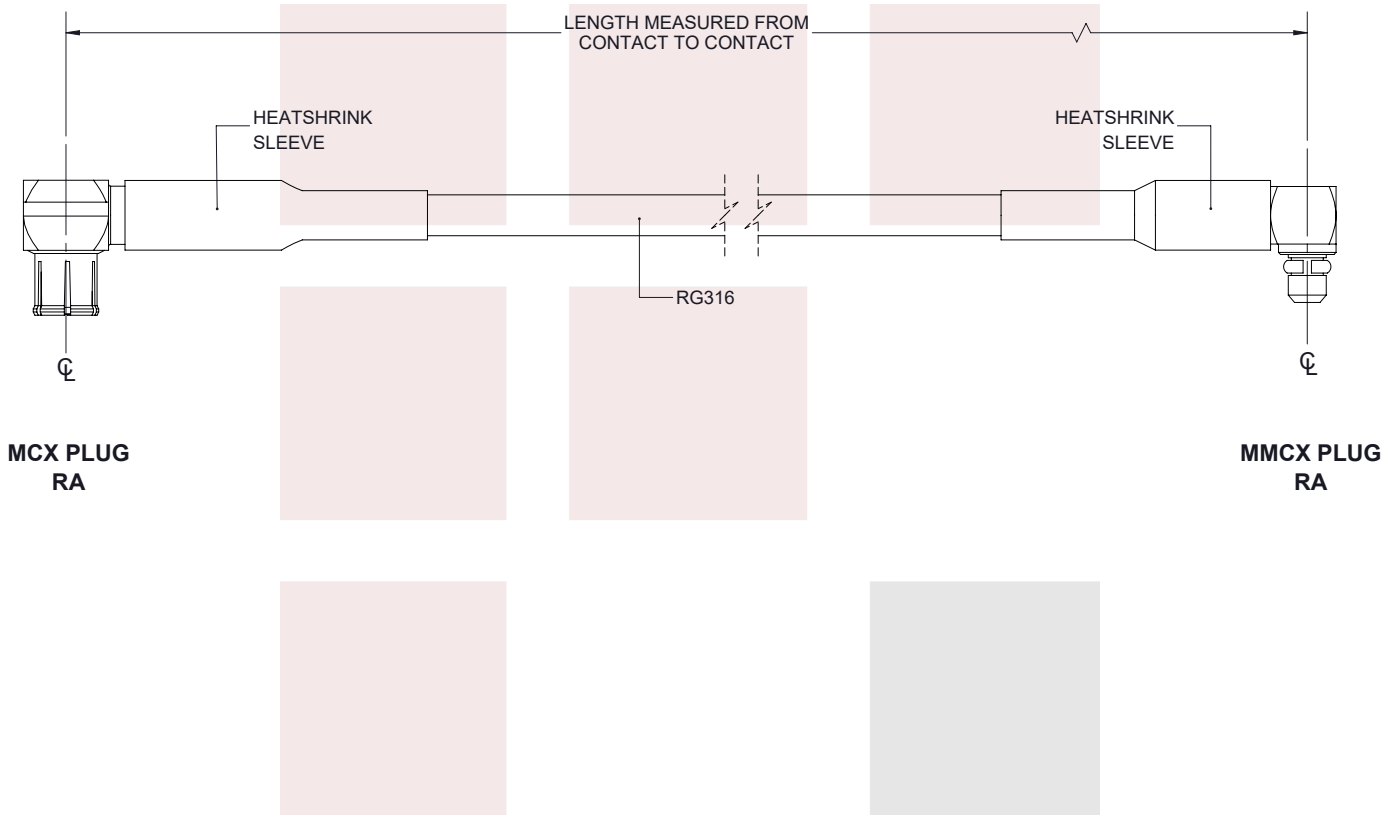 LENGTH MEASURED FROM
CONTACT TO CONTACT
HEATSHRINK
SLEEVE
HEATSHRINK
SLEEVE
RG316
℄
℄
MCX PLUG
RA
MMCX PLUG
RA